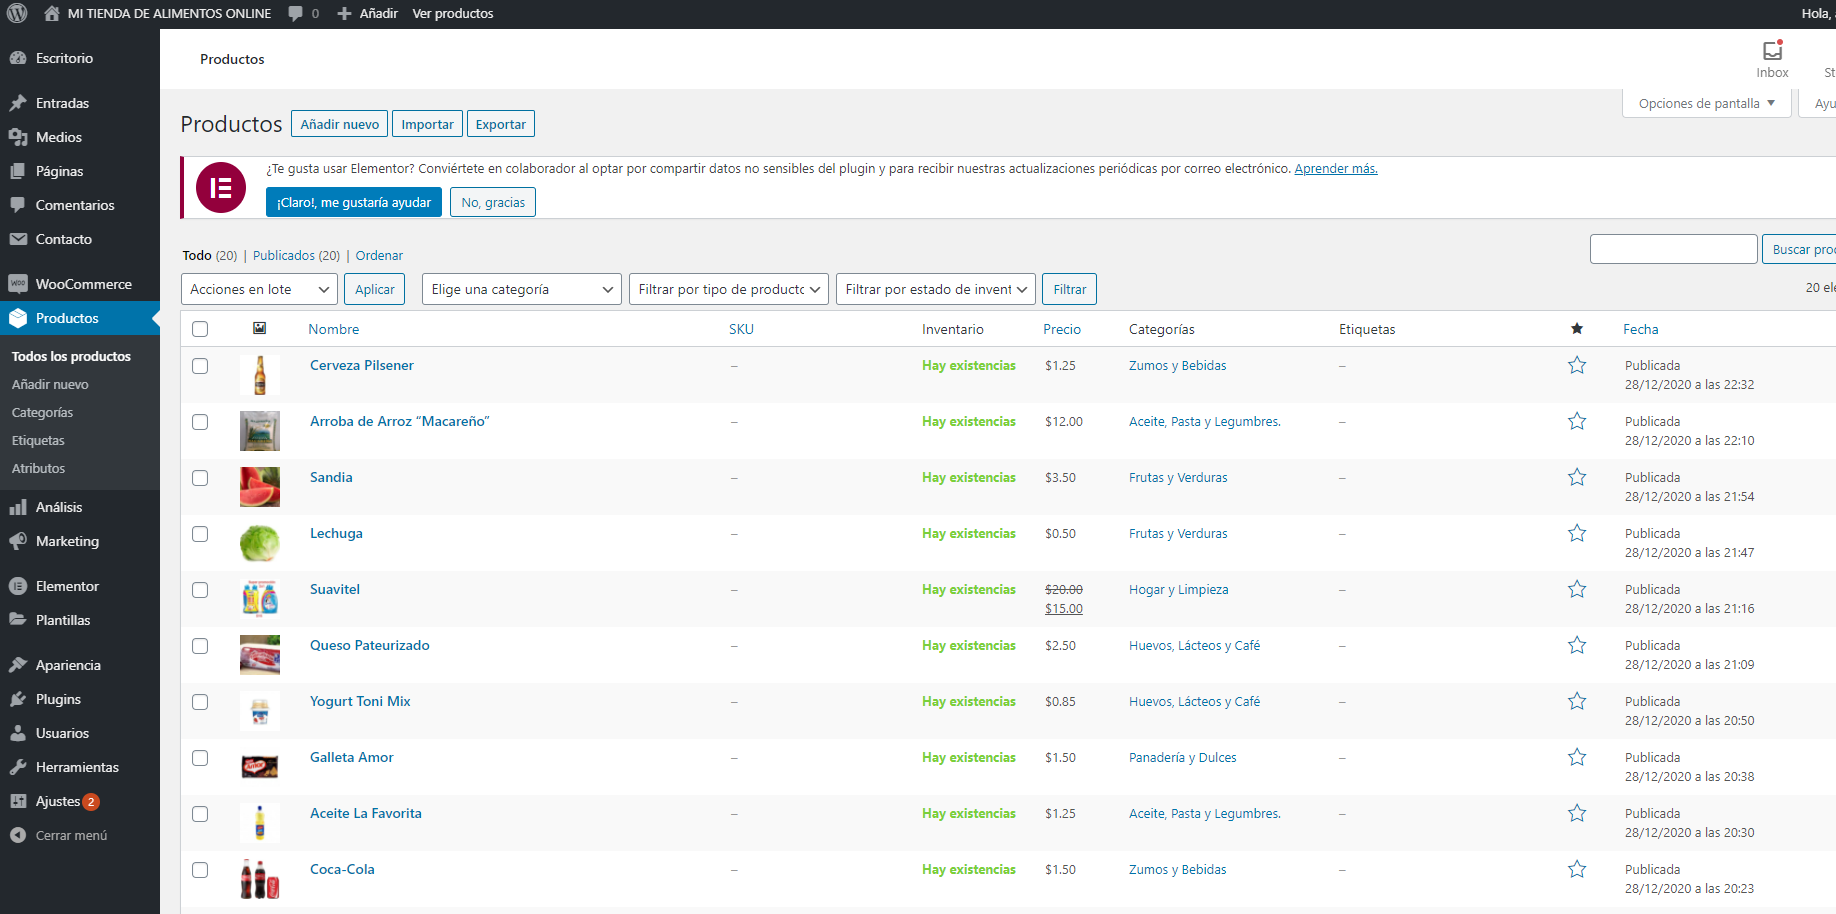 MI TIENDA DE ALIMENTOS ONLINE 0 Añadir Ver productos Hola,
Escritorio
Entradas
Medios
Páginas
Comentarios
Contacto
WooCommerce
Productos
Todos los productos
Añadir nuevo
Categorías
Etiquetas
Atributos
Análisis
Marketing
Elementor
Plantillas
Apariencia
Plugins
Usuarios
Herramientas
Ajustes 2
Cerrar menú
Productos
Inbox
Opciones de pantalla
Productos Añadir nuevo Importar Exportar
¿Te gusta usar Elementor? Conviértete en colaborador al optar por compartir datos no sensibles del plugin y para recibir nuestras actualizaciones periódicas por correo electrónico. Aprender más.
¡Claro!, me gustaría ayudar No, gracias
Todo (20) | Publicados (20) | Ordenar
Buscar
Acciones en lote Aplicar Elige una categoría Filtrar por tipo de producto Filtrar por estado de invent Filtrar
20
Nombre SKU Inventario Precio Categorías Etiquetas Fecha
Cerveza Pilsener – Hay existencias $1.25 Zumos y Bebidas – Publicada
28/12/2020 a las 22:32
Arroba de Arroz “Macareño” – Hay existencias $12.00 Aceite, Pasta y Legumbres. – Publicada
28/12/2020 a las 22:10
Sandia – Hay existencias $3.50 Frutas y Verduras – Publicada
28/12/2020 a las 21:54
Lechuga – Hay existencias $0.50 Frutas y Verduras – Publicada
28/12/2020 a las 21:47
Suavitel – Hay existencias $20.00 Hogar y Limpieza – Publicada
$15.00 28/12/2020 a las 21:16
Queso Pateurizado – Hay existencias $2.50 Huevos, Lácteos y Café – Publicada
28/12/2020 a las 21:09
Yogurt Toni Mix – Hay existencias $0.85 Huevos, Lácteos y Café – Publicada
28/12/2020 a las 20:50
Galleta Amor – Hay existencias $1.50 Panadería y Dulces – Publicada
28/12/2020 a las 20:38
Aceite La Favorita – Hay existencias $1.25 Aceite, Pasta y Legumbres. – Publicada
28/12/2020 a las 20:30
Coca-Cola – Hay existencias $1.50 Zumos y Bebidas – Publicada
28/12/2020 a las 20:23